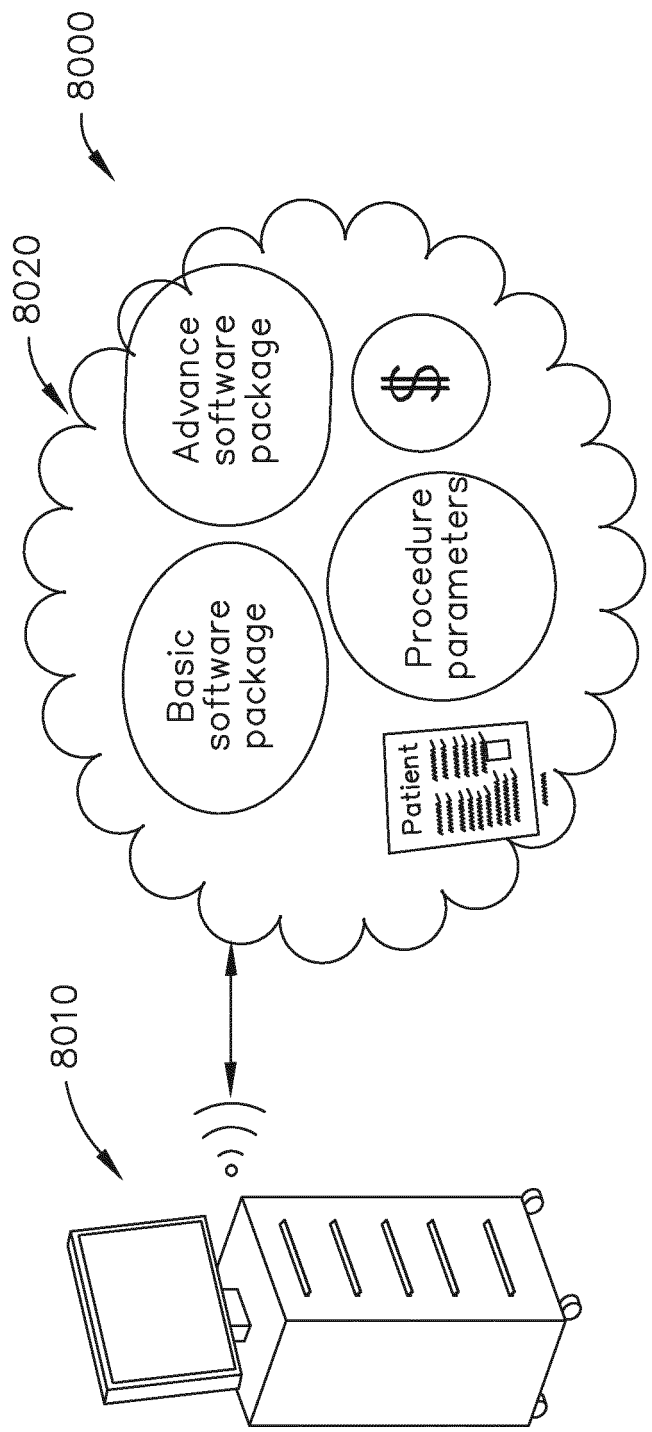 8000
8020
8010
Basic
software
package
Advance
software
package
Patient
Procedure
parameters
$